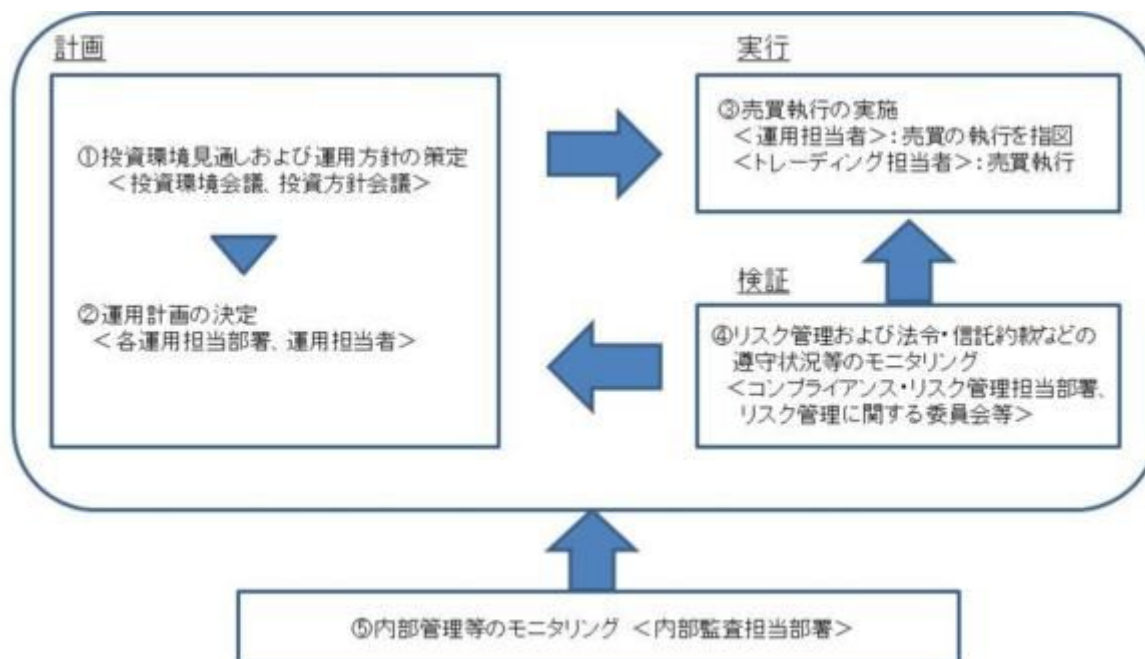 計画
①投資環境見通しおよび運用方針の策定
＜投資環境会議、投資方針会議＞
②運用計画の決定
＜各運用担当部署、運用担当者＞
実行
③売買執行の実施
＜運用担当者＞：売買の執行を指図
＜トレーディング担当者＞：売買執行
検証
④リスク管理および法令・信託約款などの
遵守状況等のモニタリング
＜コンプライアンス・リスク管理担当部署、
リスク管理に関する委員会等＞
⑤内部管理等のモニタリング ＜内部監査担当部署＞